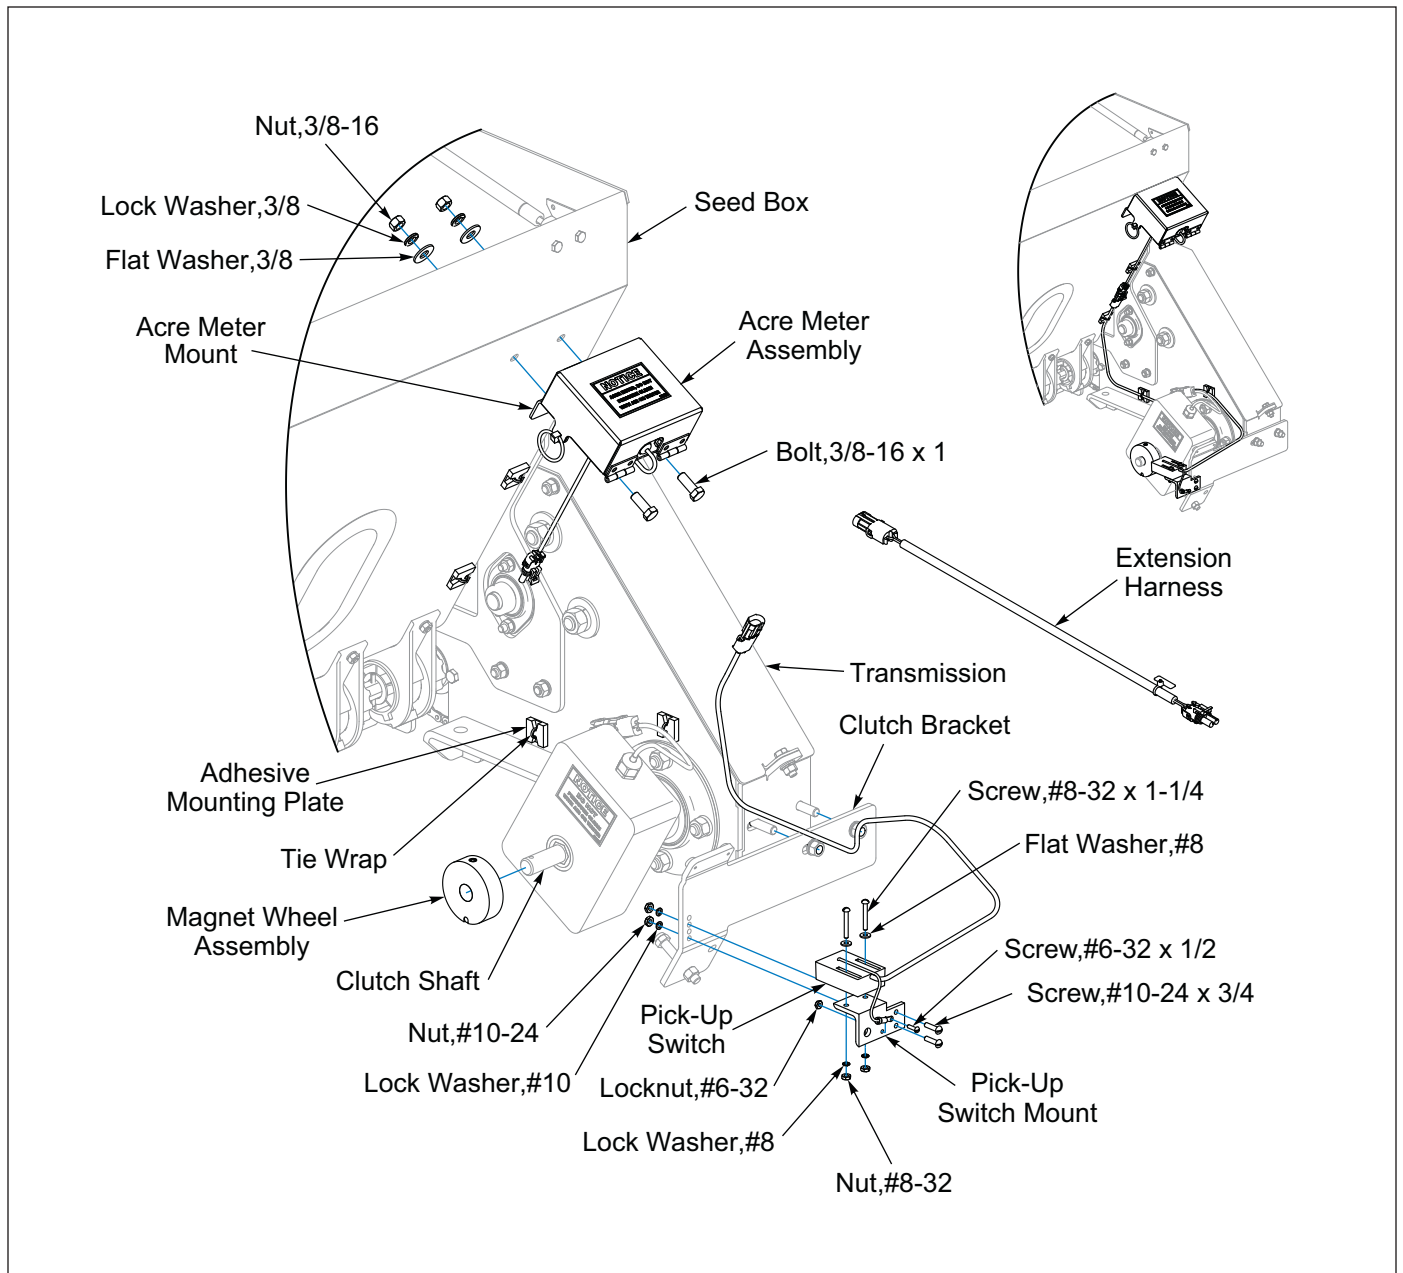 Nut,3/8-16
Lock Washer,3/8
Flat Washer,3/8
Seed Box
Acre Meter
Mount
Acre Meter
Assembly
NOTICE
Bolt,3/8-16 x 1
Extension
Harness
Transmission
Clutch Bracket
Adhesive
Mounting Plate
Screw,#8-32 x 1-1/4
Flat Washer,#8
Tie Wrap
NOTICE
Magnet Wheel
Assembly
Clutch Shaft
Screw,#6-32 x 1/2
Screw,#10-24 x 3/4
Pick-Up
Switch
Nut,#10-24
Lock Washer,#10
Locknut,#6-32
Pick-Up
Switch Mount
Lock Washer,#8
Nut,#8-32